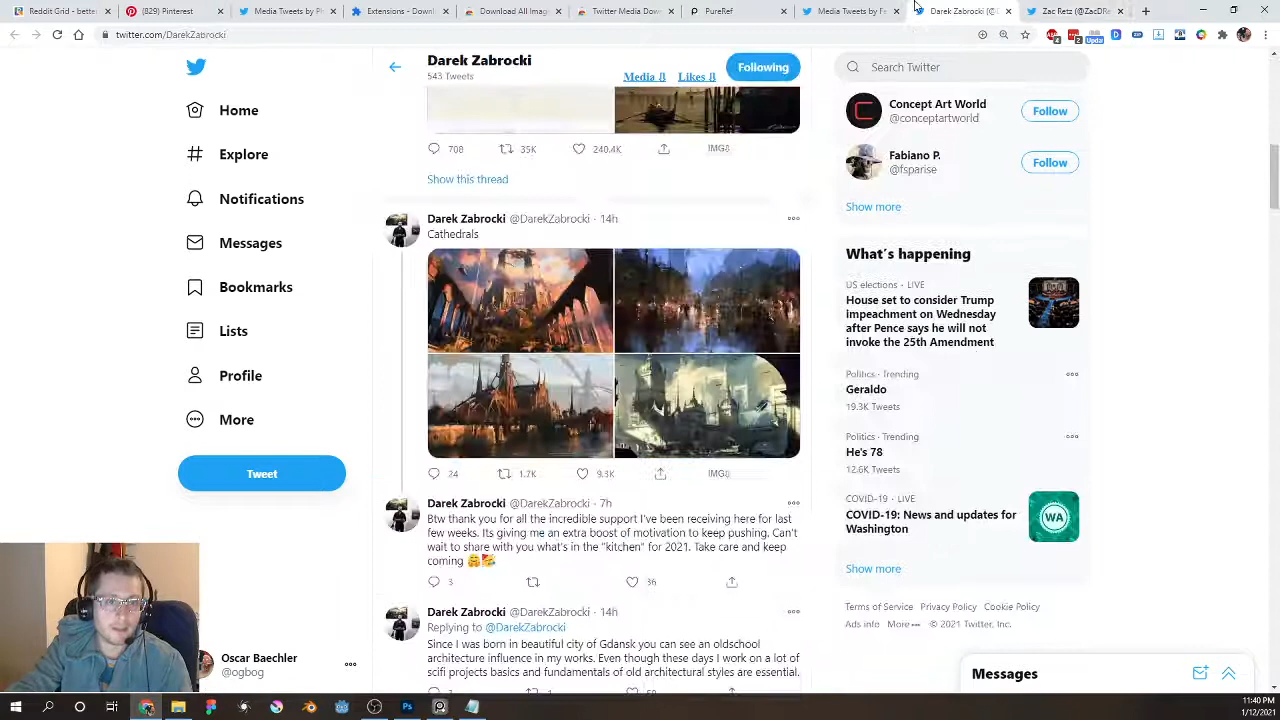 Reddit Grid - better
(829) Pinterest
Media Tweets by Ph
Extensions - Downl
Download All Imag
Twitter Media Dow
PureRef
Media Tweets by F
Darek Zabrocki (@D
Zac Retz (@ZacDRe
twitter.com/DarekZabrocki
Home
Explore
Notifications
Messages
Bookmarks
Lists
Profile
More
Tweet
Oscar Baechler
@ogbog
Darek Zabrocki
543 Tweets
Media
Likes
Following
708
35K
240.4K
Show this thread
Darek Zabrocki @DarekZabrocki · 14h
Cathedrals
24
1.7K
9.3K
Darek Zabrocki @DarekZabrocki · 7h
Btw thank you for all the incredible support I've been receiving here for last
few weeks. Its giving me an extra boost of motivation to keep pushing. Can't
wait to share with you what's in the "kitchen" for 2021. Take care and keep
coming
3
36
Darek Zabrocki @DarekZabrocki · 14h
Replying to @DarekZabrocki
Since I was born in beautiful city of Gdansk you can see an oldschool
architecture influence in my works. Even though these days I work on a lot of
scifi projects basics and fundamentals of old architectural styles are essential.
Search Twitter
Concept Art World
@conceptartworld
Follow
Fabiano P.
@fsparise
Follow
Show more
What's happening
US elections · LIVE
House set to consider Trump
impeachment on Wednesday
after Pence says he will not
invoke the 25th Amendment
Politics · Trending
Geraldo
19.3K Tweets
Politics · Trending
He's 78
12.6K Tweets
COVID-19 · LIVE
COVID-19: News and updates for
Washington
WA
Show more
Terms of Service Privacy Policy Cookie Policy
Ads info More © 2021 Twitter, Inc.
Messages
11:40 PM
1/12/2021